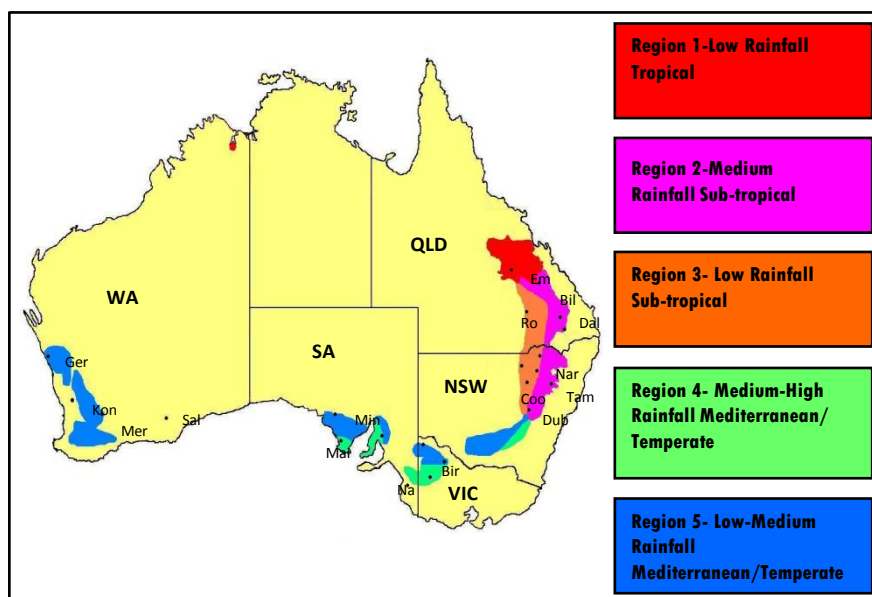 Region 1-Low Rainfall
Tropical
Region 2-Medium
Rainfall Sub-tropical
Region 3- Low Rainfall
Sub-tropical
Region 4- Medium-High
Rainfall Mediterranean/
Temperate
Region 5- Low-Medium
Rainfall
Mediterranean/Temperate
QLD
Em
WA
Bil
Ro
Dal
SA
Ger
NSW
Nar
Tam
Kon
Coo
Sal
Min
Dub
Mer
Mai
Bir
Na
VIC